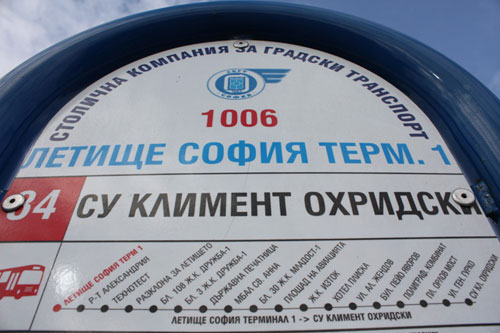 СТОЛИЧНА КОМПАНИЯ ЗА ГРАДСКИ ТРАНСПОРТ
СОФИЯ
1006
ЛЕТИЩЕ СОФИЯ ТЕРМ. 1
84 СУ КЛИМЕНТ ОХРИДСКИ
ЛЕТИЩЕ СОФИЯ ТЕРМ 1
Р-Т АЛЕКСАНДРИЯ
ТЕХНОТЕСТ
РАЗКЛОНА ЗА ЛЕТИЩЕТО
БЛ. 108 Ж.К. ДРУЖБА-1
БЛ. 3 Ж.К. ДРУЖБА-1
ДЪРЖАВНА ПЕЧАТНИЦА
МБАЛ СВ. АННА
БЛ. 30 Ж.К. МЛАДОСТ-1
ПЛОЩАД НА АВИАЦИЯТА
Ж.К. ИЗТОК
ХОТЕЛ ПЛИСКА
УЛ. АЛ. ЖЕНДОВ
БУЛ. ПЕЙО ЯВОРОВ
ПОЛИГРАФ. КОМБИНАТ
ПЛ. ОРЛОВ МОСТ
УЛ. ГЕН. ГУРКО
СУ КЛ. ОХРИДСКИ
ЛЕТИЩЕ СОФИЯ ТЕРМИНАЛ 1 -> СУ КЛИМЕНТ ОХРИДСКИ